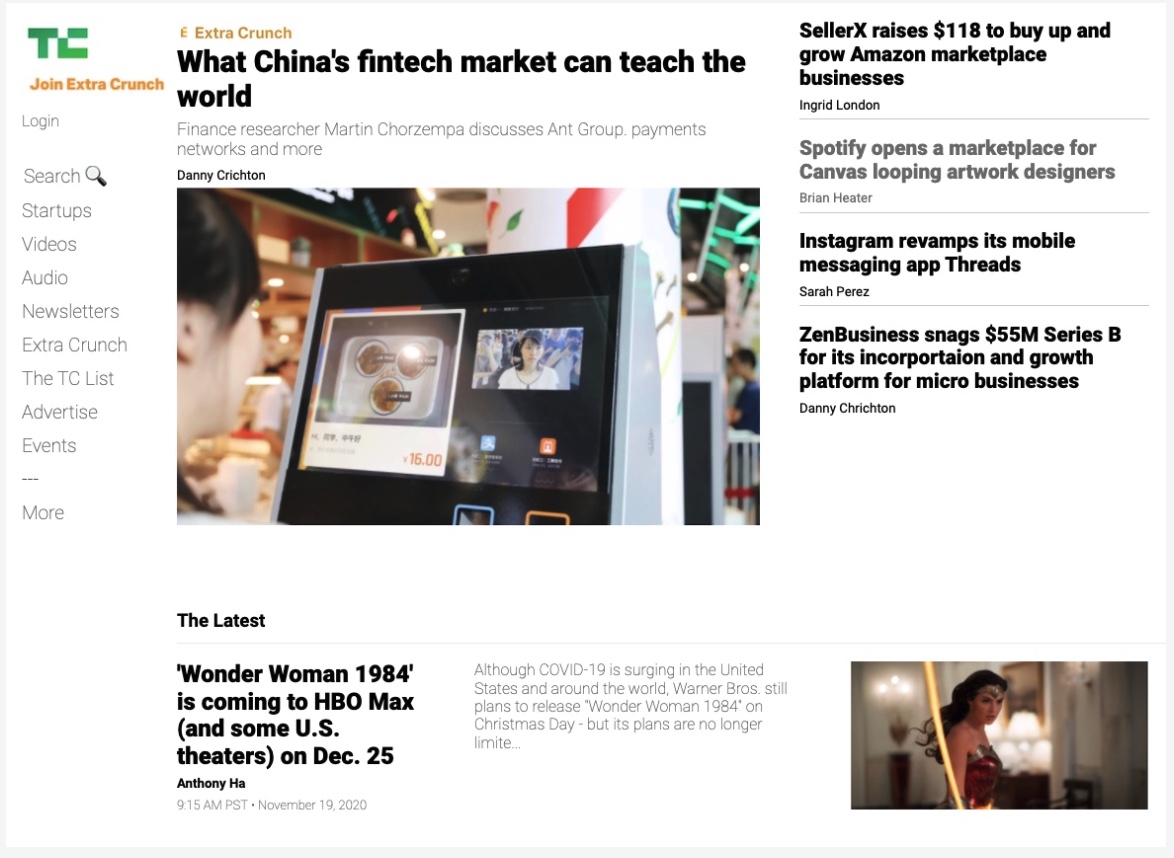 TC
Join Extra Crunch
Login
Search
Startups
Videos
Audio
Newsletters
Extra Crunch
The TC List
Advertise
Events
---
More
E Extra Crunch
What China's fintech market can teach the
world
Finance researcher Martin Chorzempa discusses Ant Group. payments
networks and more
Danny Crichton
Hi, 同学, 中午好
¥16.00
SellerX raises $118 to buy up and
grow Amazon marketplace
businesses
Ingrid London
Spotify opens a marketplace for
Canvas looping artwork designers
Brian Heater
Instagram revamps its mobile
messaging app Threads
Sarah Perez
ZenBusiness snags $55M Series B
for its incorportaion and growth
platform for micro businesses
Danny Chrichton
The Latest
'Wonder Woman 1984'
is coming to HBO Max
(and some U.S.
theaters) on Dec. 25
Anthony Ha
9:15 AM PST • November 19, 2020
Although COVID-19 is surging in the United
States and around the world, Warner Bros. still
plans to release "Wonder Woman 1984" on
Christmas Day - but its plans are no longer
limite...